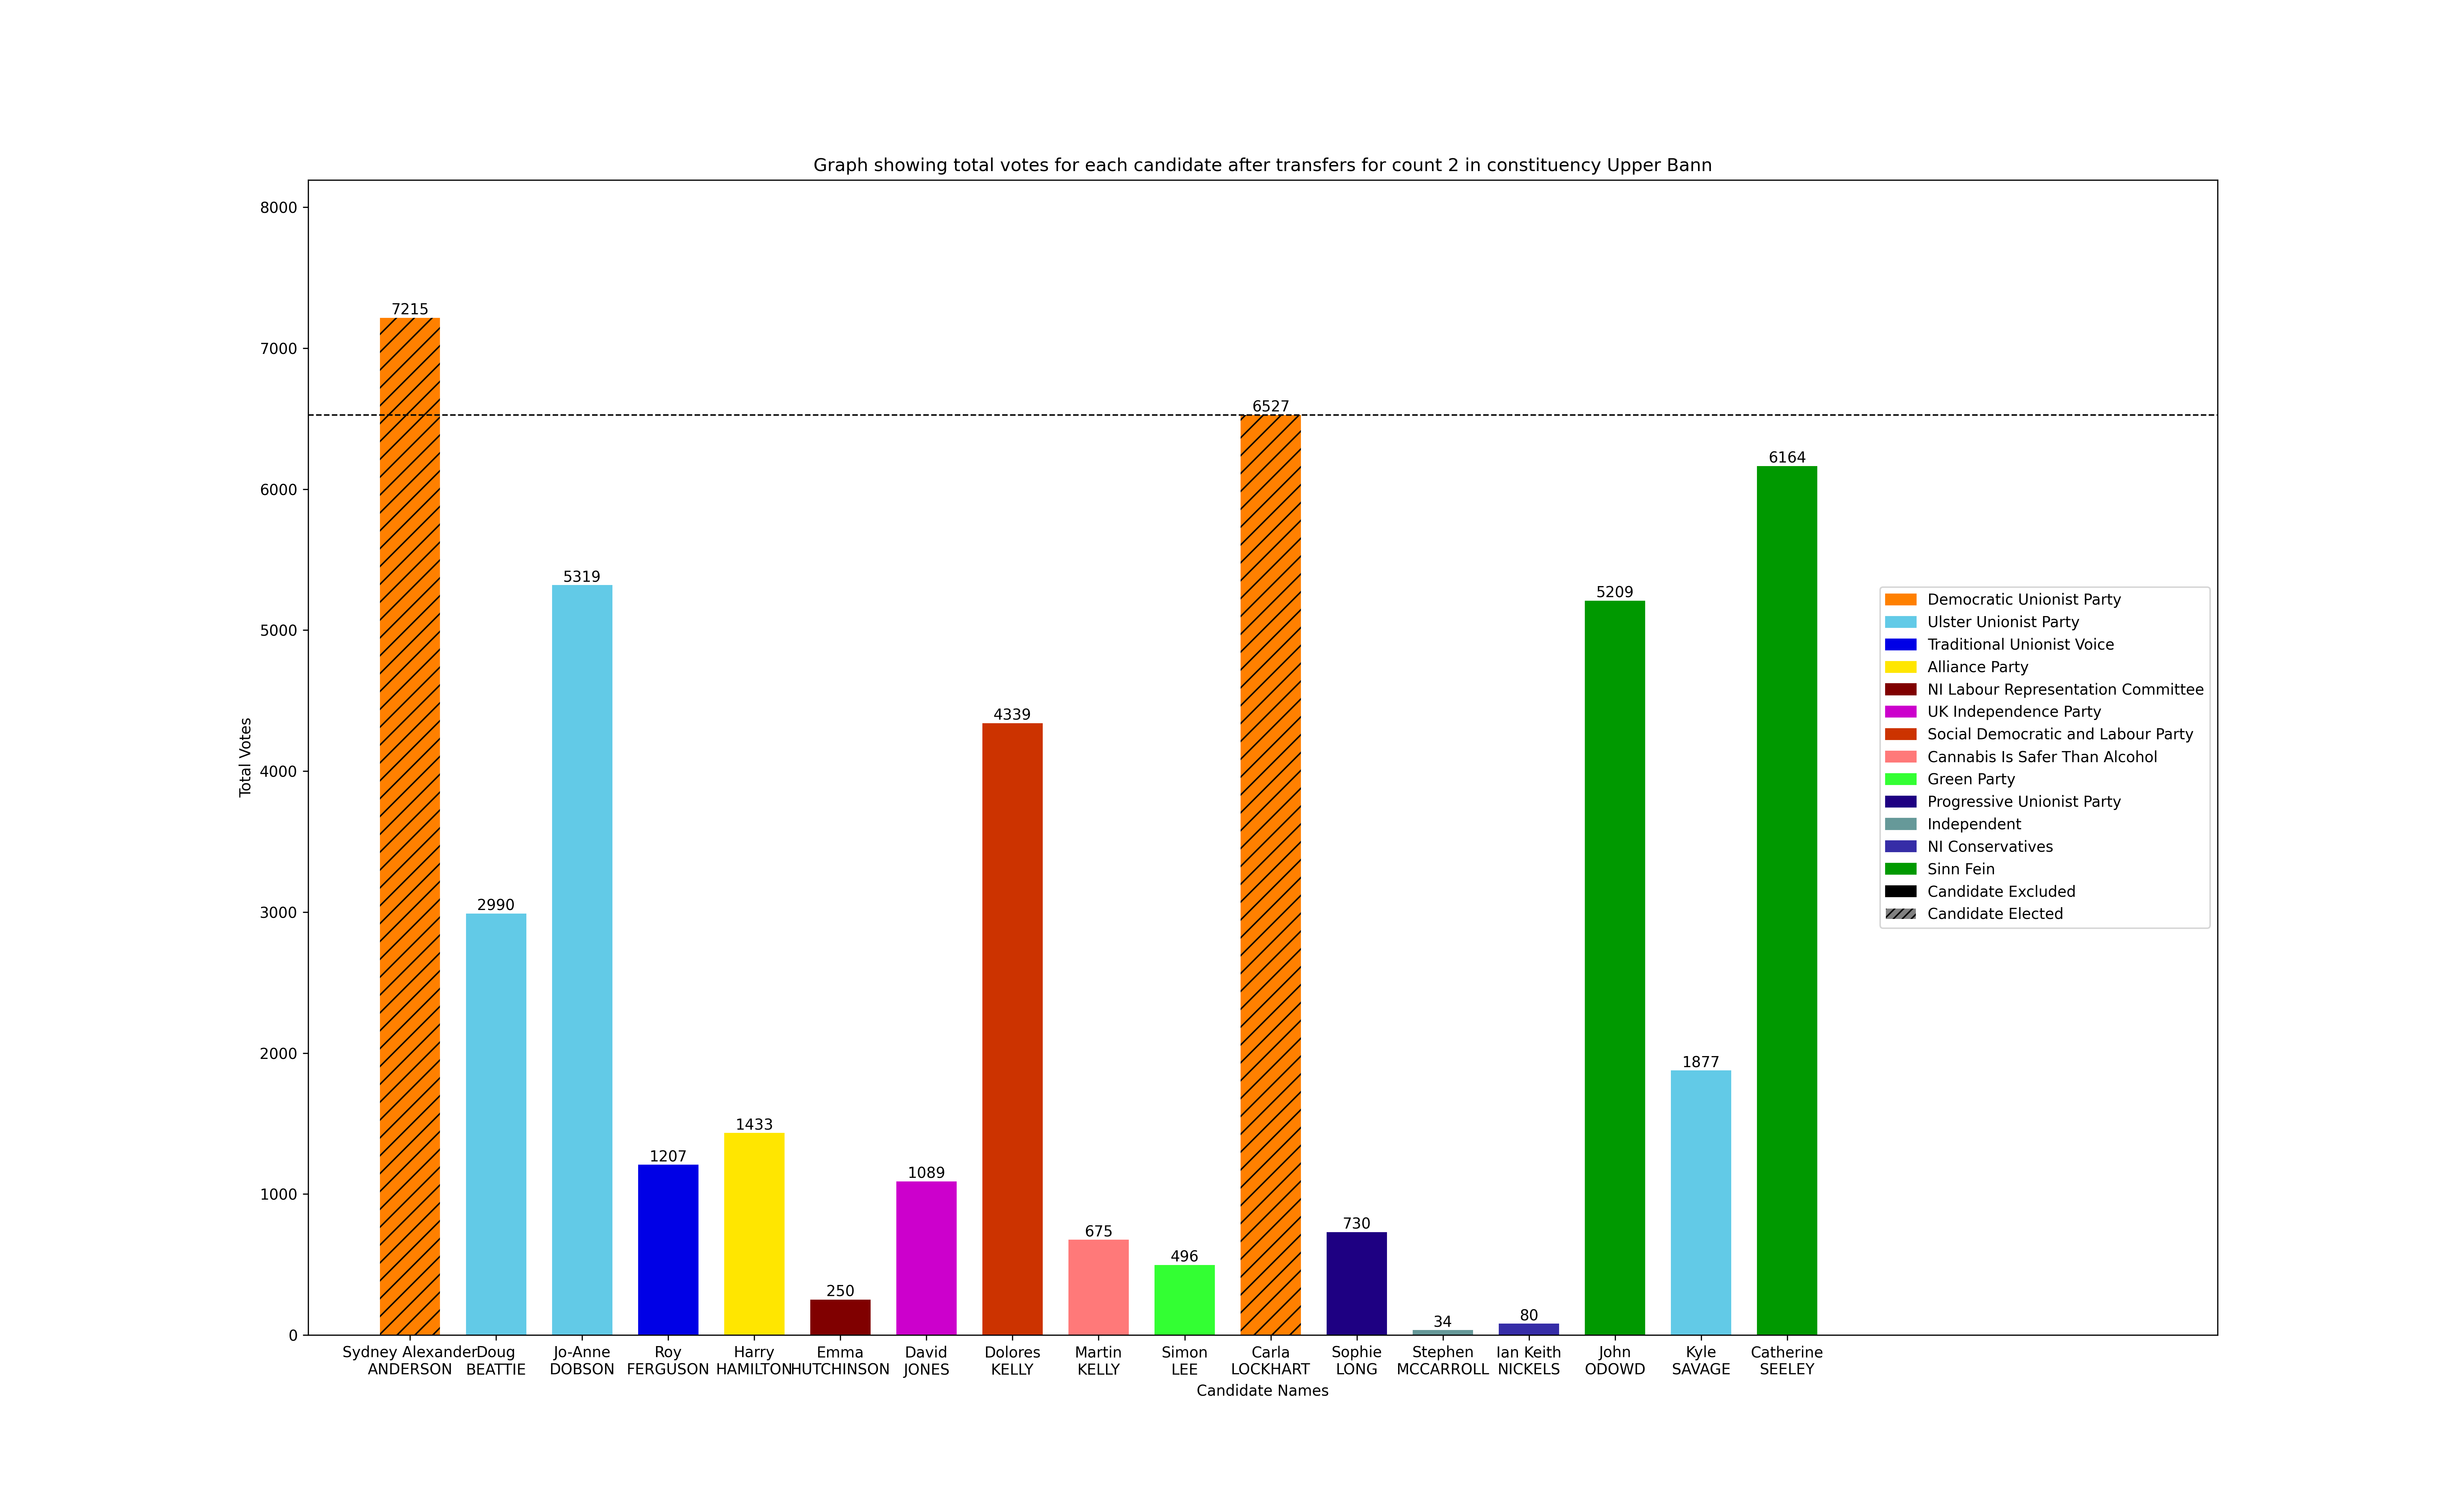 Graph showing total votes for each candidate after transfers for count 2 in constituency Upper Bann
8000
7000
6000
5000
4000
3000
2000
1000
0
Total Votes
7215
2990
5319
1207
1433
250
1089
4339
675
496
6527
730
34
80
5209
1877
6164
Democratic Unionist Party
Ulster Unionist Party
Traditional Unionist Voice
Alliance Party
NI Labour Representation Committee
UK Independence Party
Social Democratic and Labour Party
Cannabis Is Safer Than Alcohol
Green Party
Progressive Unionist Party
Independent
NI Conservatives
Sinn Fein
Candidate Excluded
Candidate Elected
Sydney Alexander
ANDERSON
Doug
BEATTIE
Jo-Anne
DOBSON
Roy
FERGUSON
Harry
HAMILTON
Emma
HUTCHINSON
David
JONES
Dolores
KELLY
Martin
KELLY
Simon
LEE
Carla
LOCKHART
Sophie
LONG
Stephen
MCCARROLL
Ian Keith
NICKELS
John
ODOWD
Kyle
SAVAGE
Catherine
SEELEY
Candidate Names